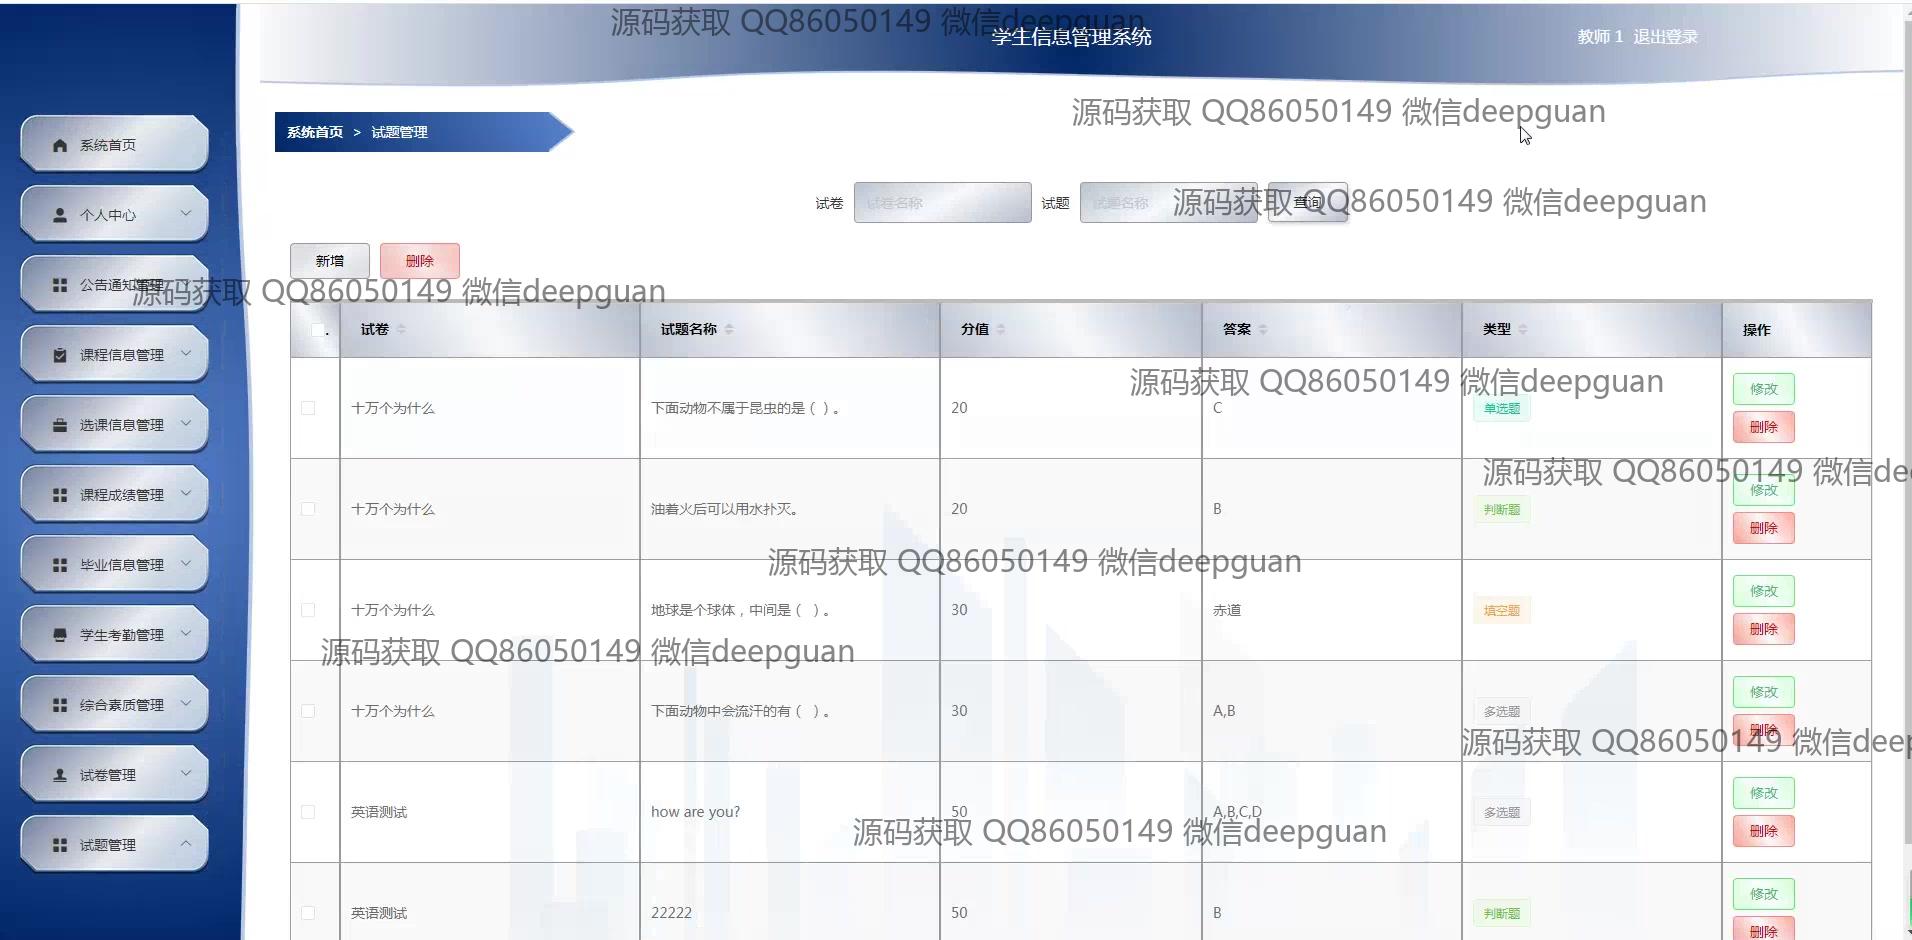 源码获取 QQ86050149 微信deepguan
学生信息管理系统
教师 1 退出登录
源码获取 QQ86050149 微信deepguan
系统首页 > 试题管理
系统首页
个人中心
公告通知管理
课程信息管理
选课信息管理
课程成绩管理
毕业信息管理
学生考勤管理
综合素质管理
试卷管理
试题管理
试卷 试卷名称 试题 试题名称 查询
源码获取 QQ86050149 微信deepguan
新增 删除
源码获取 QQ86050149 微信deepguan
. 试卷 试题名称 分值 答案 类型 操作
源码获取 QQ86050149 微信deepguan
十万个为什么 下面动物不属于昆虫的是（ ）。 20 C 单选题 修改 删除
源码获取 QQ86050149 微信dee
十万个为什么 油着火后可以用水扑灭。 20 B 判断题 修改 删除
源码获取 QQ86050149 微信deepguan
十万个为什么 地球是个球体，中间是（ ）。 30 赤道 填空题 修改 删除
源码获取 QQ86050149 微信deepguan
十万个为什么 下面动物中会流汗的有（ ）。 30 A,B 多选题 修改 删除
源码获取 QQ86050149 微信deep
英语测试 how are you? 50 A,B,C,D 多选题 修改 删除
源码获取 QQ86050149 微信deepguan
英语测试 22222 50 B 判断题 修改 删除